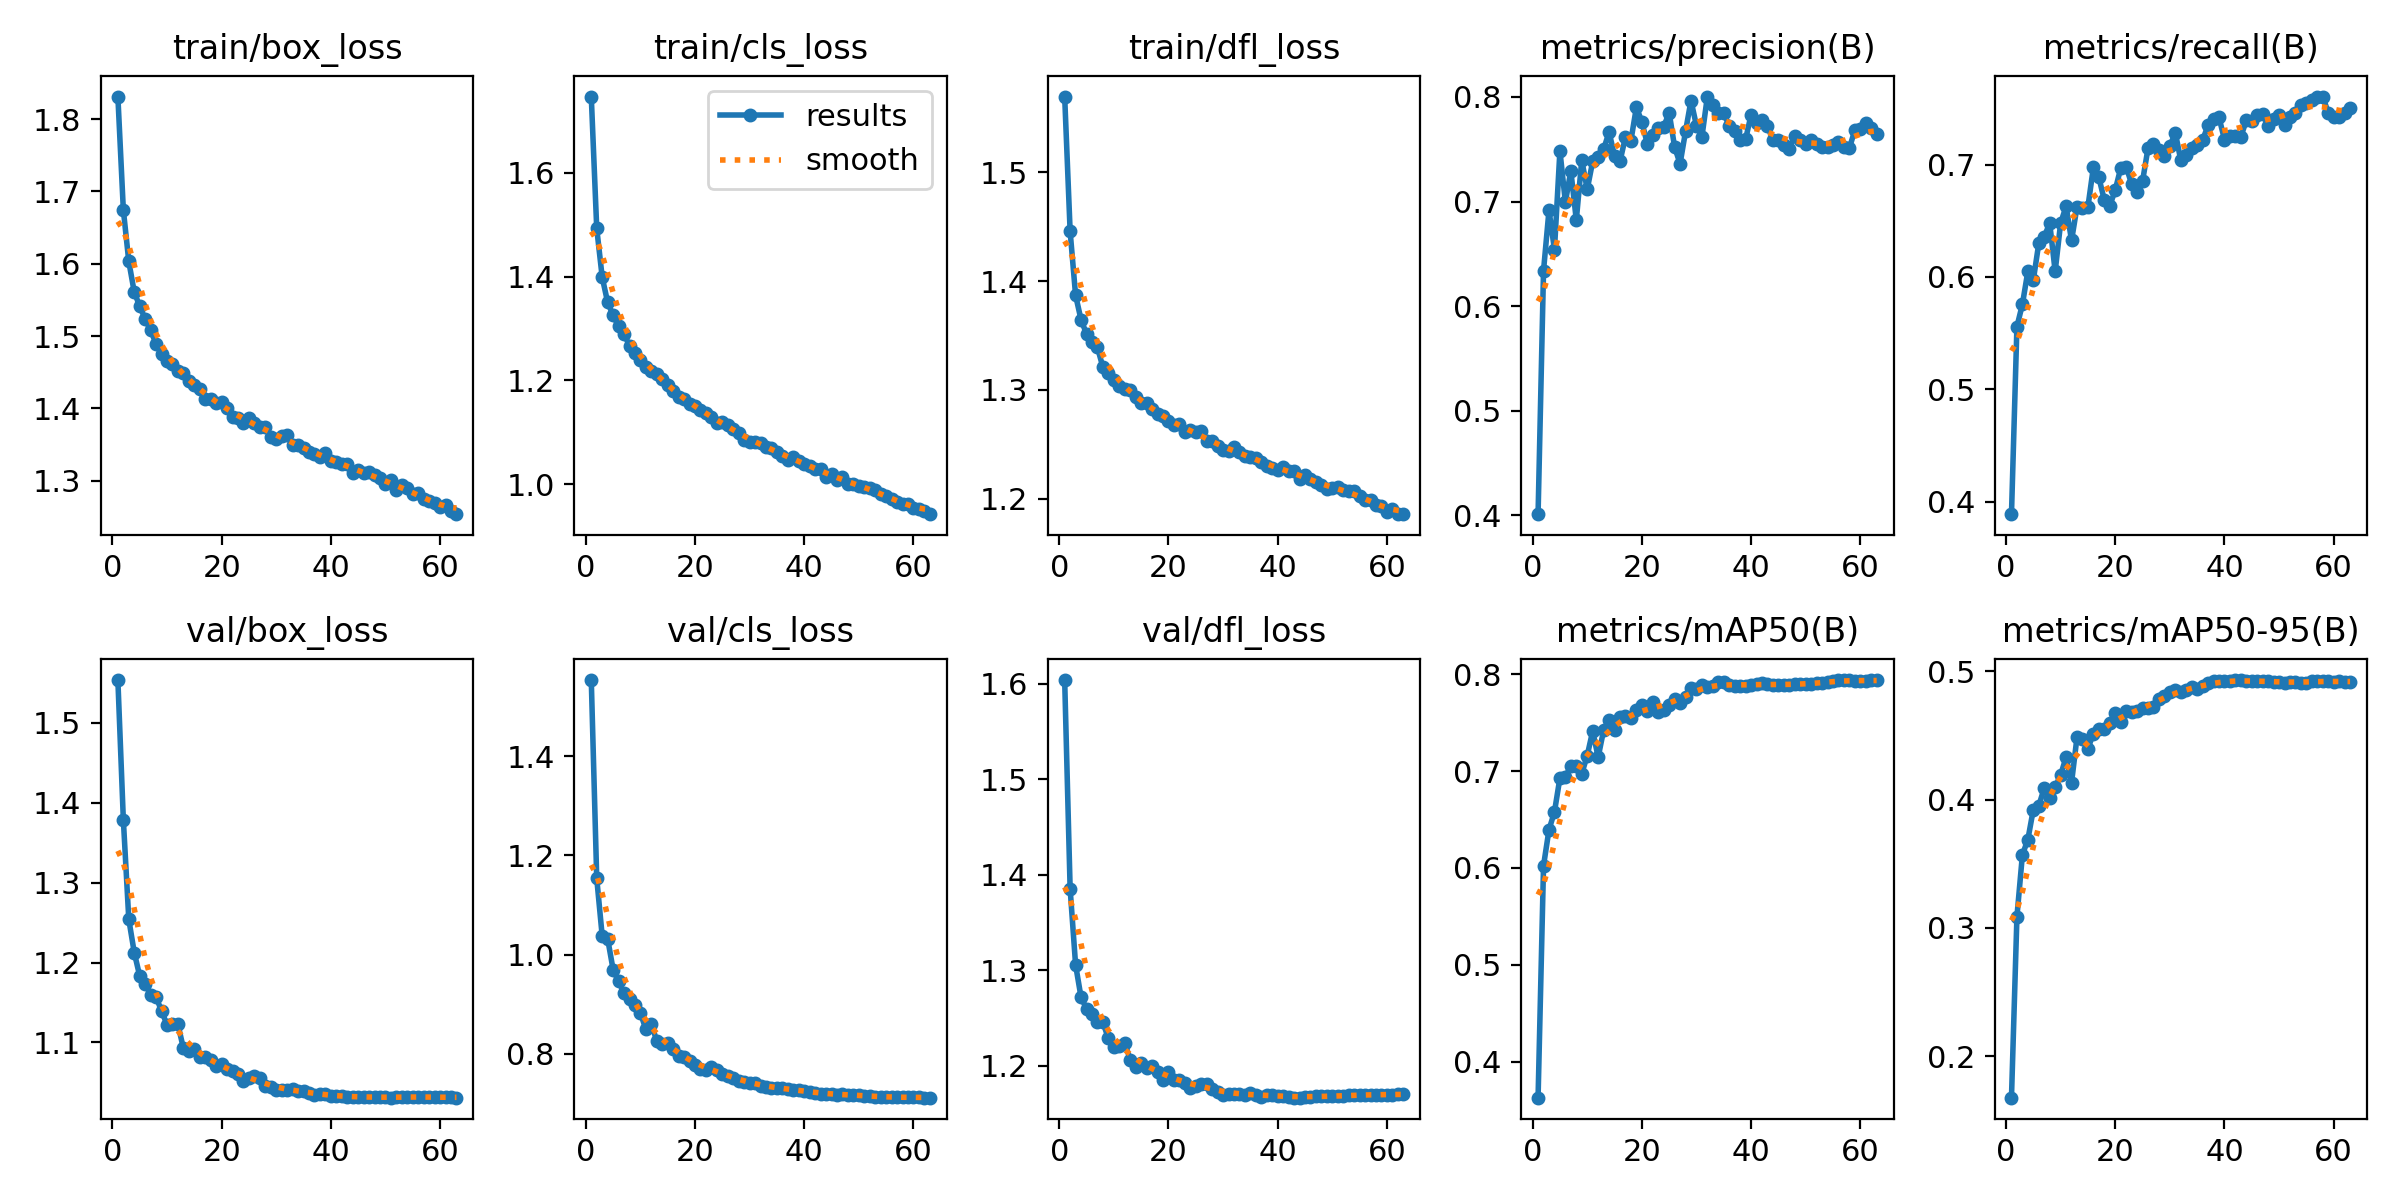 train/box_loss
1.8
1.7
1.6
1.5
1.4
1.3
0 20 40 60
train/cls_loss
results
smooth
1.6
1.4
1.2
1.0
0 20 40 60
train/dfl_loss
1.5
1.4
1.3
1.2
0 20 40 60
metrics/precision(B)
0.8
0.7
0.6
0.5
0.4
0 20 40 60
metrics/recall(B)
0.7
0.6
0.5
0.4
0 20 40 60
val/box_loss
1.5
1.4
1.3
1.2
1.1
0 20 40 60
val/cls_loss
1.4
1.2
1.0
0.8
0 20 40 60
val/dfl_loss
1.6
1.5
1.4
1.3
1.2
0 20 40 60
metrics/mAP50(B)
0.8
0.7
0.6
0.5
0.4
0 20 40 60
metrics/mAP50-95(B)
0.5
0.4
0.3
0.2
0 20 40 60